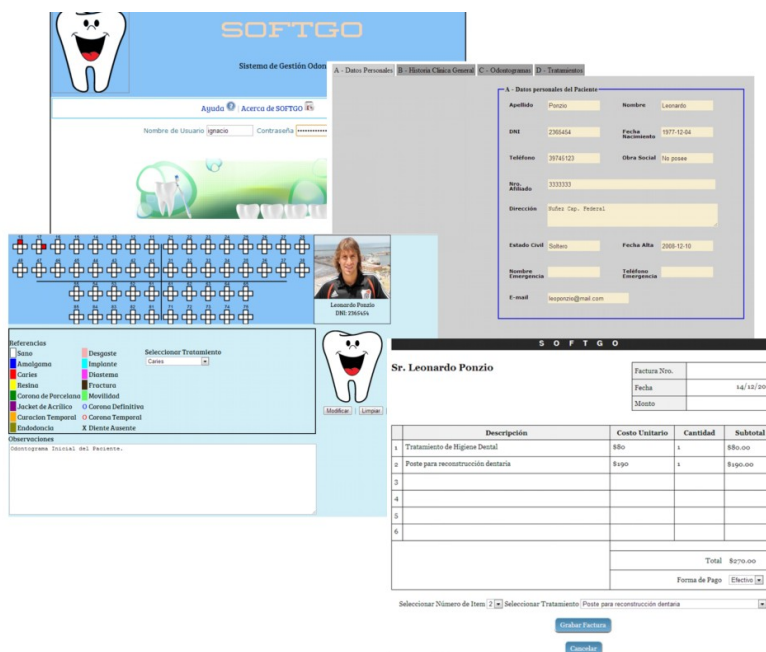 SOFTGO
Sistema de Gestión Odon
Ayuda Acerca de SOFTGO
Nombre de Usuario ignacio Contraseña
A - Datos Personales B - Historia Clinica General C - Odontogramas D - Tratamientos
A - Datos personales del Paciente
Apellido Ponzio Nombre Leonardo
DNI 2365454 Fecha Nacimiento 1977-12-04
Teléfono 39745123 Obra Social No posee
Nro. Afiliado 3333333
Dirección Nuñez Cap. Federal
Estado Civil Soltero Fecha Alta 2008-12-10
Nombre Emergencia Teléfono Emergencia
E-mail leoponzio@mail.com
Leonardo Ponzio
DNI: 2365454
Referencias
Sano Desgaste Seleccionar Tratamiento
Amalgama Implante Caries
Caries Diastema
Resina Fractura
Corona de Porcelana Movilidad
Jacket de Acrílico O Corona Definitiva
Curacion Temporal O Corona Temporal
Endodoncia X Diente Ausente
Modificar Limpiar
Observaciones
Odontograma Inicial del Paciente.
S O F T G O
Sr. Leonardo Ponzio
Factura Nro.
Fecha 14/12/20
Monto
Descripción Costo Unitario Cantidad Subtotal
1 Tratamiento de Higiene Dental $80 1 $80.00
2 Poste para reconstrucción dentaria $190 1 $190.00
3
4
5
6
Total $270.00
Forma de Pago Efectivo
Seleccionar Número de Item 2 Seleccionar Tratamiento Poste para reconstrucción dentaria
Grabar Factura
Cancelar